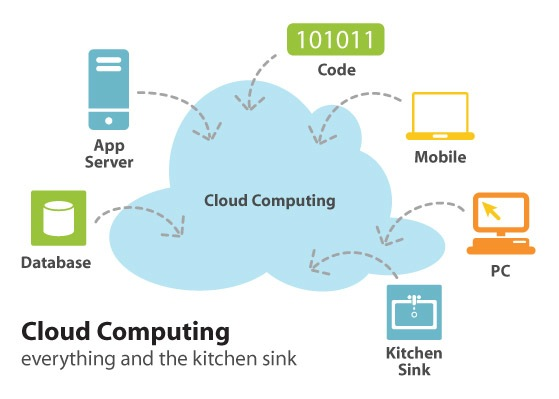 101011
Code
App
Server
Mobile
Cloud Computing
Database
PC
Cloud Computing
everything and the kitchen sink
Kitchen
Sink